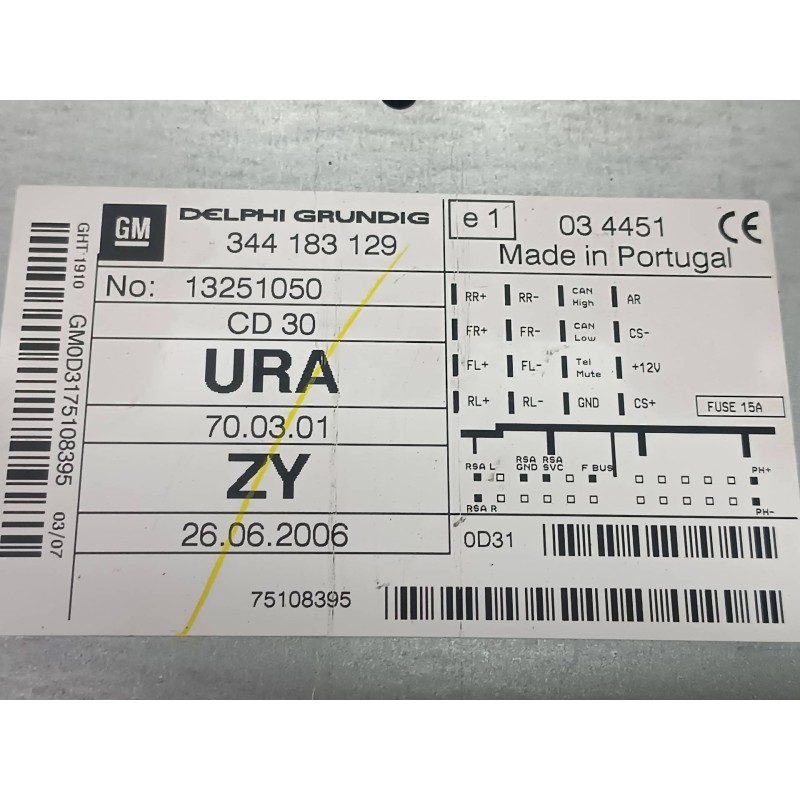 GM
DELPHI GRUNDIG
344 183 129
No: 13251050
CD 30
URA
70.03.01
ZY
26.06.2006
75108395
GHT-1910
GM0D3175108395
03/07
e 1
03 4451
CE
Made in Portugal
RR+ RR- CAN High AR
FR+ FR- CAN Low CS-
FL+ FL- Tel Mute +12V
RL+ RL- GND CS+
FUSE 15A
RSA L RSA GND RSA SVC F BUS PH+
RSA R PH-
0D31